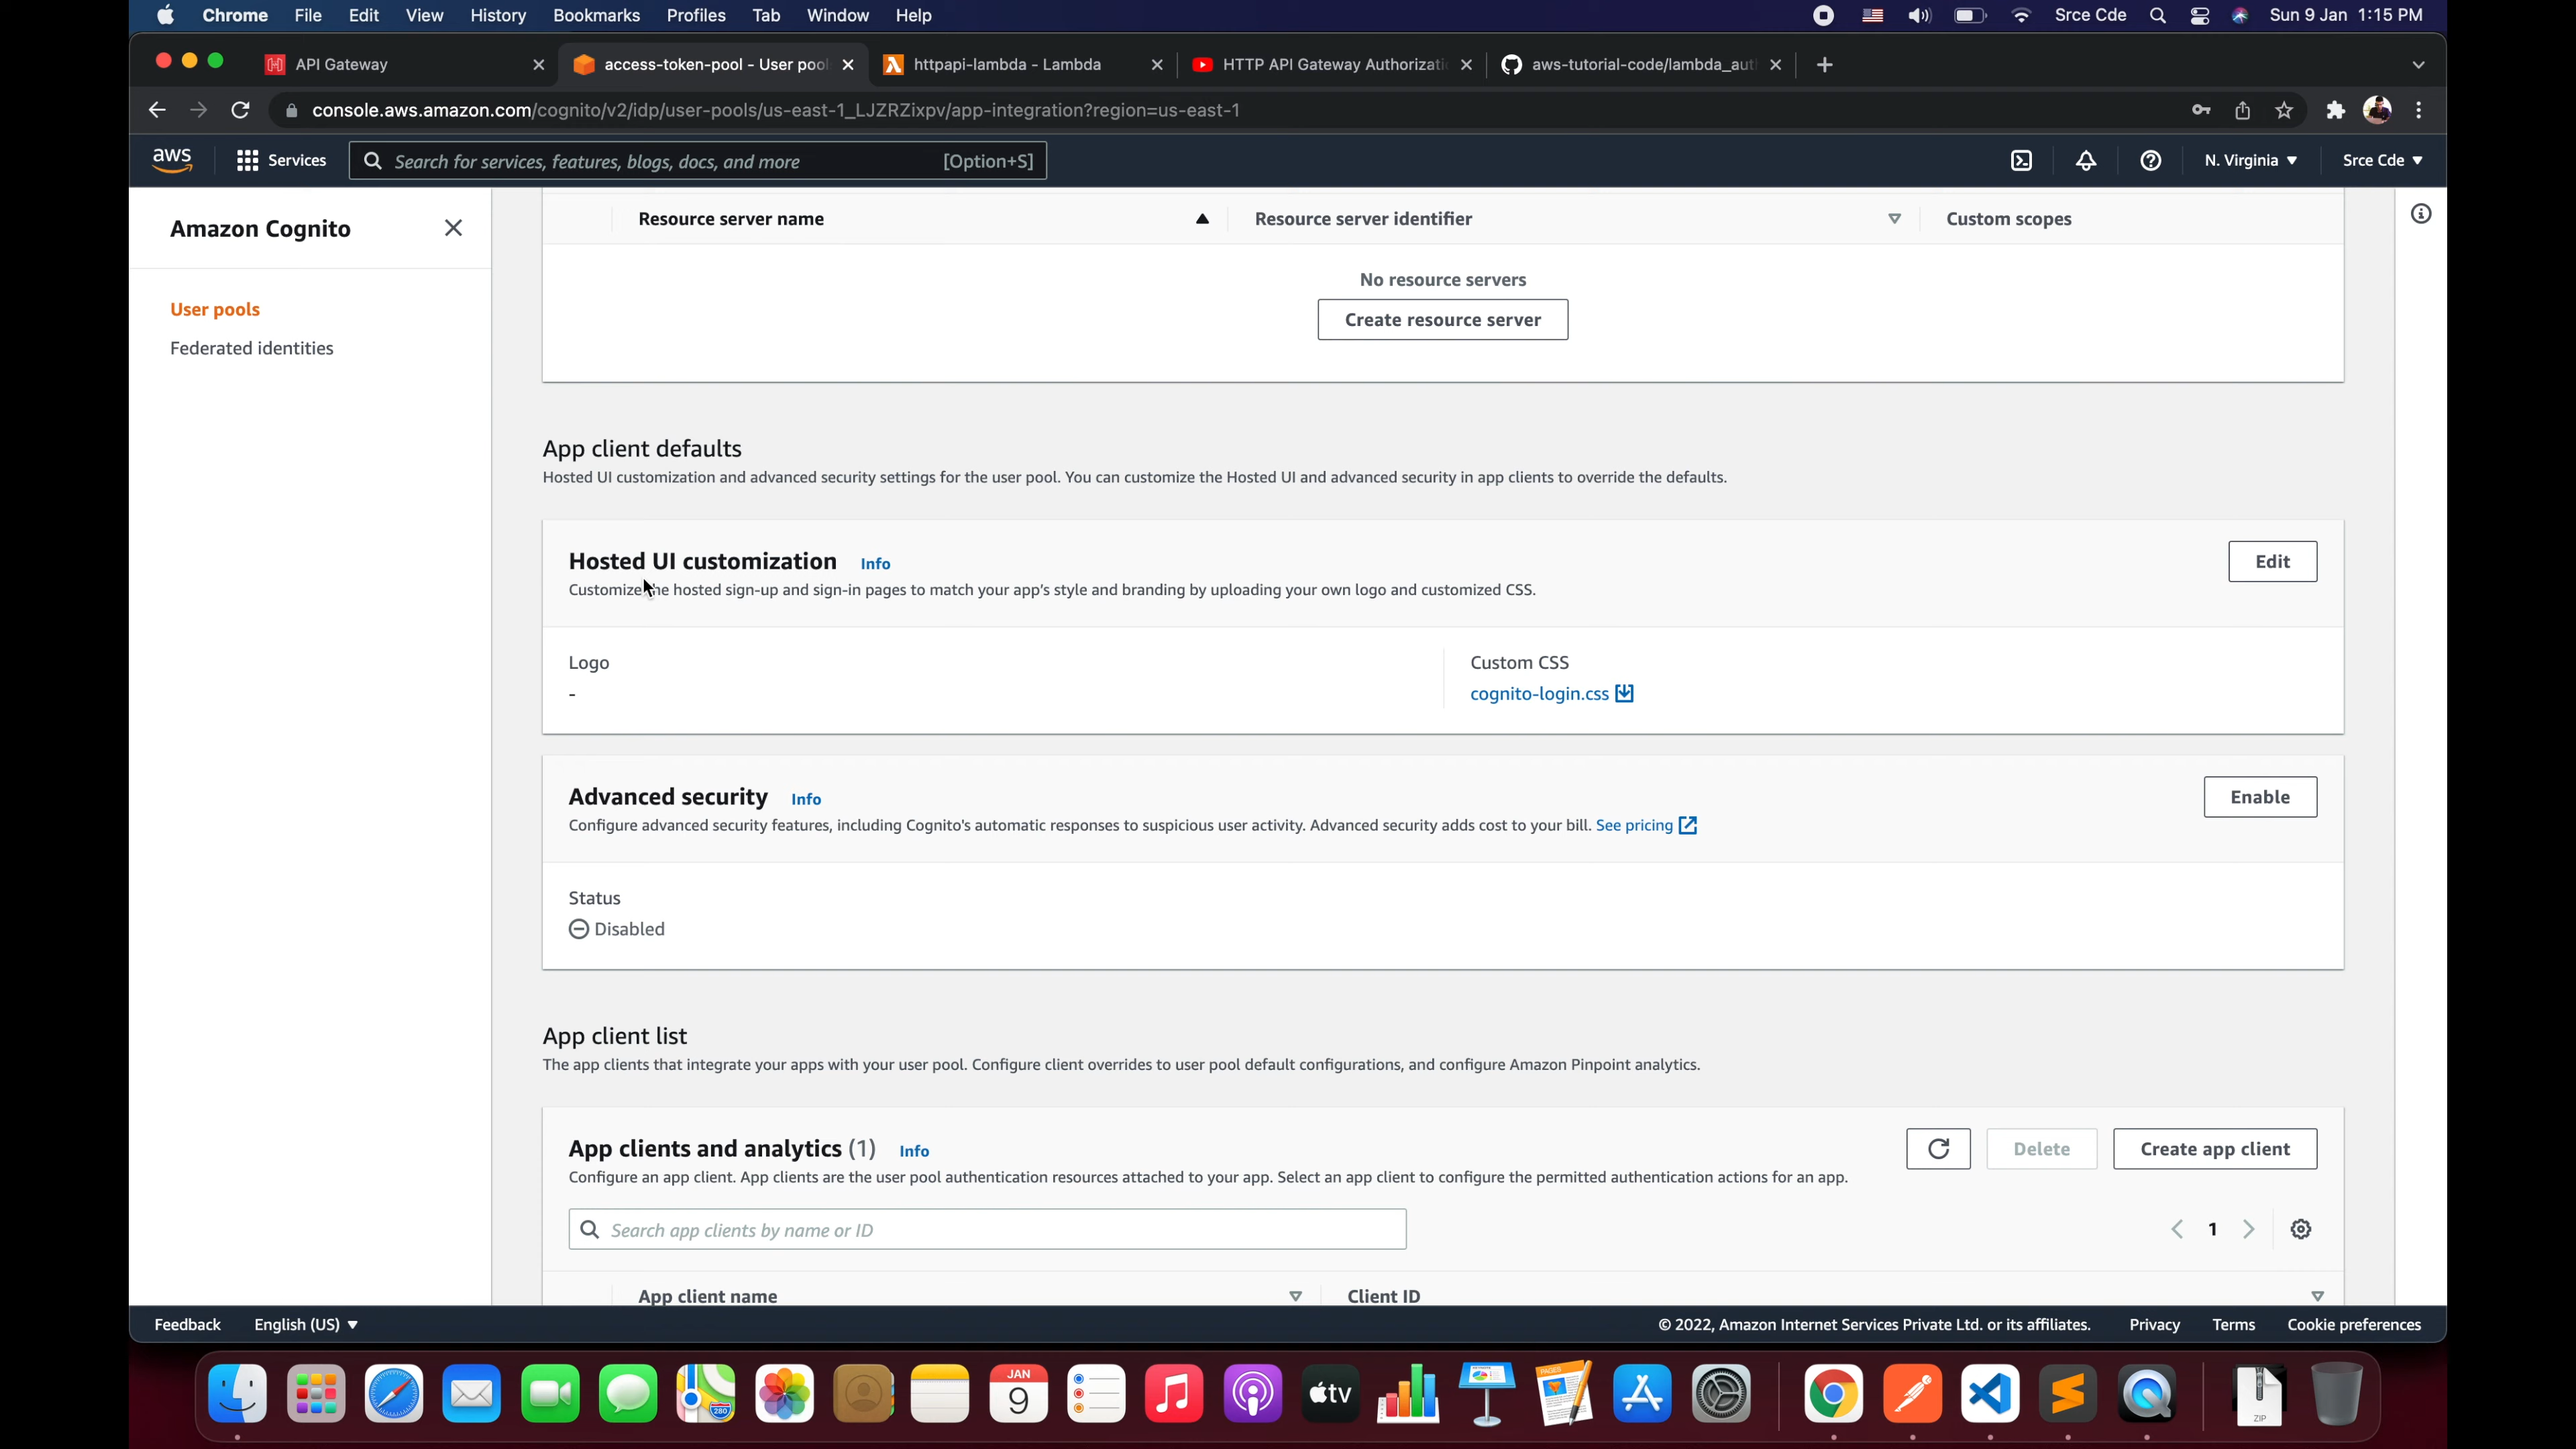 Chrome File Edit View History Bookmarks Profiles Tab Window Help Srce Cde Sun 9 Jan 1:15 PM
API Gateway access-token-pool - User pool httpapi-lambda - Lambda HTTP API Gateway Authorizati aws-tutorial-code/lambda_aut
console.aws.amazon.com/cognito/v2/idp/user-pools/us-east-1_LJZRZixpv/app-integration?region=us-east-1
aws Services Search for services, features, blogs, docs, and more [Option+S] N. Virginia Srce Cde
Amazon Cognito
User pools
Federated identities
Resource server name Resource server identifier Custom scopes
No resource servers
Create resource server
App client defaults
Hosted UI customization and advanced security settings for the user pool. You can customize the Hosted UI and advanced security in app clients to override the defaults.
Hosted UI customization Info Edit
Customize the hosted sign-up and sign-in pages to match your app's style and branding by uploading your own logo and customized CSS.
Logo Custom CSS
- cognito-login.css
Advanced security Info Enable
Configure advanced security features, including Cognito's automatic responses to suspicious user activity. Advanced security adds cost to your bill. See pricing
Status
Disabled
App client list
The app clients that integrate your apps with your user pool. Configure client overrides to user pool default configurations, and configure Amazon Pinpoint analytics.
App clients and analytics (1) Info Delete Create app client
Configure an app client. App clients are the user pool authentication resources attached to your app. Select an app client to configure the permitted authentication actions for an app.
Search app clients by name or ID 1
App client name Client ID
Feedback English (US) © 2022, Amazon Internet Services Private Ltd. or its affiliates. Privacy Terms Cookie preferences
JAN
9
280
tv
PAGES
ZIP